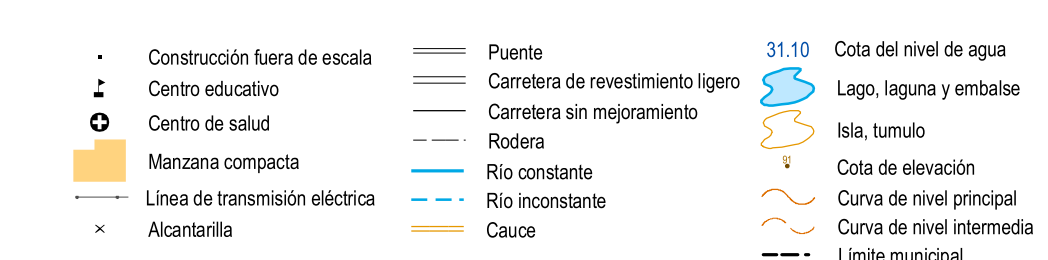 Construcción fuera de escala
Centro educativo
Centro de salud
Manzana compacta
Línea de transmisión eléctrica
Alcantarilla
Puente
Carretera de revestimiento ligero
Carretera sin mejoramiento
Rodera
Río constante
Río inconstante
Cauce
31.10 Cota del nivel de agua
Lago, laguna y embalse
Isla, tumulo
91 Cota de elevación
Curva de nivel principal
Curva de nivel intermedia
Límite municipal